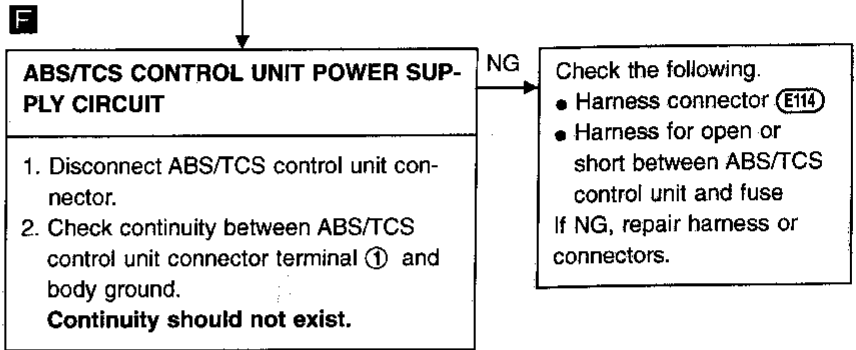 F
ABS/TCS CONTROL UNIT POWER SUP-
PLY CIRCUIT
1. Disconnect ABS/TCS control unit con-
nector.
2. Check continuity between ABS/TCS
control unit connector terminal ① and
body ground.
Continuity should not exist.
NG
Check the following.
● Harness connector (E114)
● Harness for open or
short between ABS/TCS
control unit and fuse
If NG, repair harness or
connectors.